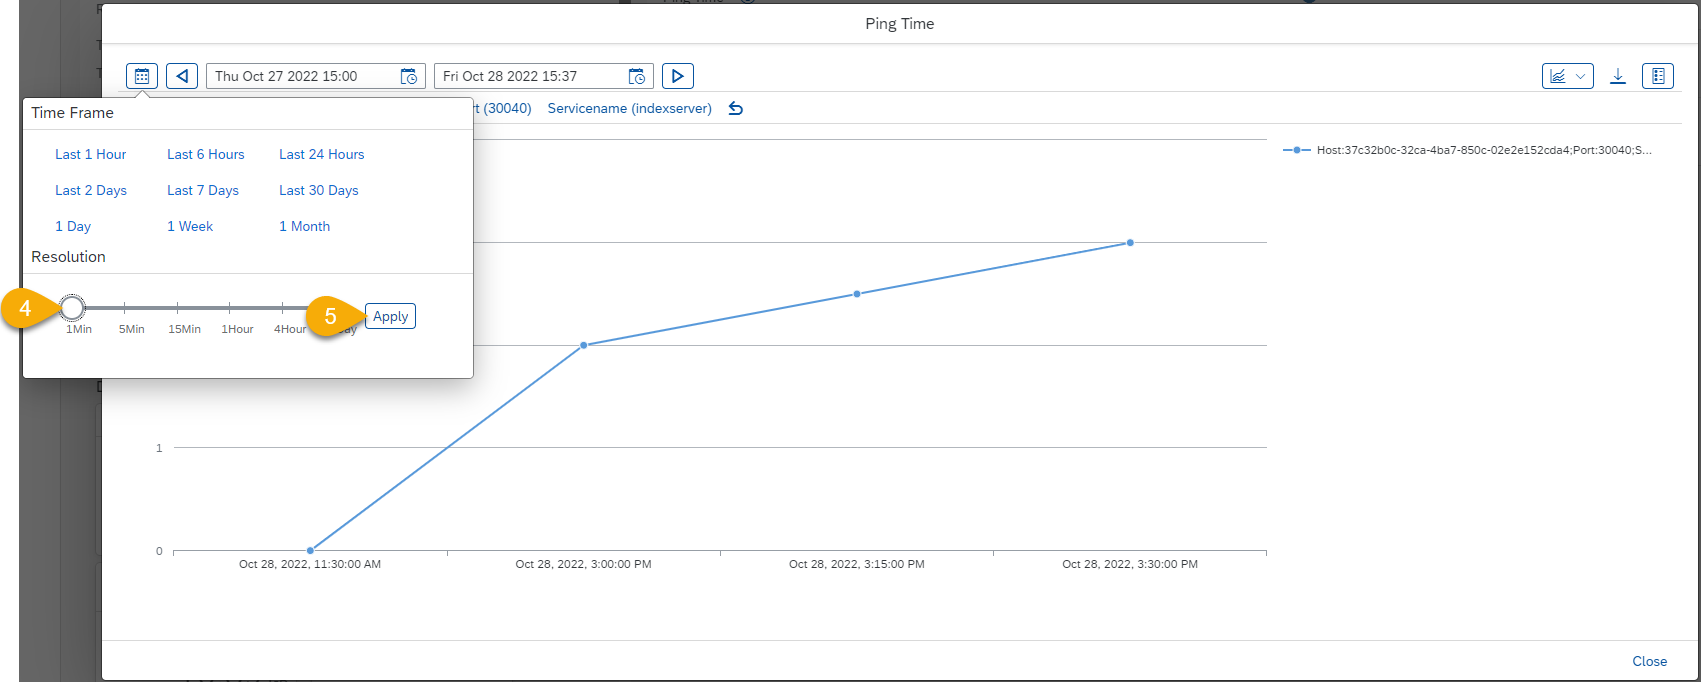 Ping Time
Thu Oct 27 2022 15:00
Fri Oct 28 2022 15:37
Time Frame
(30040) Servicename (indexserver)
Last 1 Hour Last 6 Hours Last 24 Hours
Last 2 Days Last 7 Days Last 30 Days
1 Day 1 Week 1 Month
Resolution
4
5
Apply
1Min 5Min 15Min 1Hour 4Hour
Host:37c32b0c-32ca-4ba7-850c-02e2e152cda4;Port:30040;S...
1
0
Oct 28, 2022, 11:30:00 AM Oct 28, 2022, 3:00:00 PM Oct 28, 2022, 3:15:00 PM Oct 28, 2022, 3:30:00 PM
Close